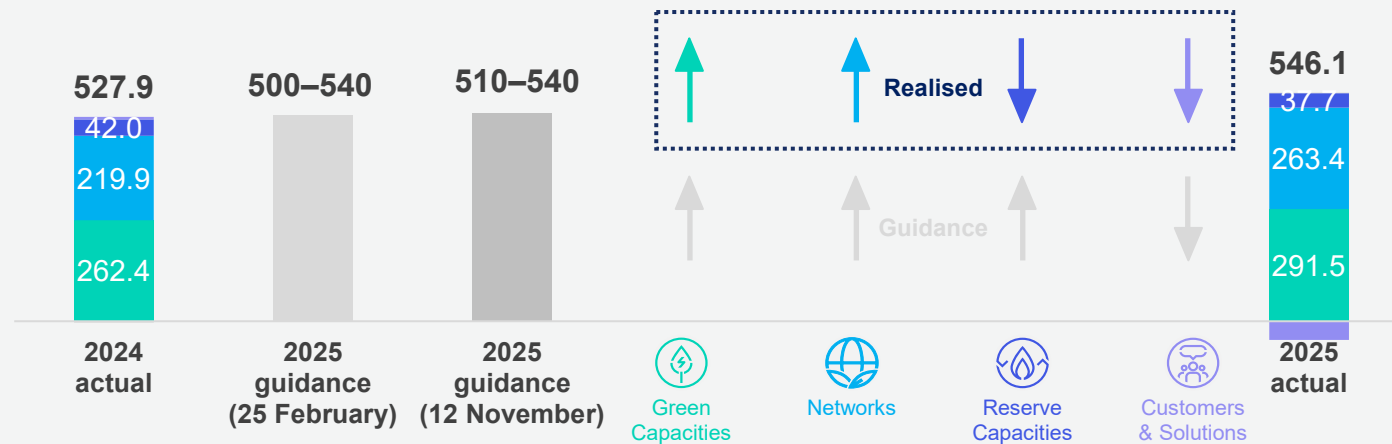 527.9
42.0
219.9
262.4
2024
actual
500–540
2025
guidance
(25 February)
510–540
2025
guidance
(12 November)
Realised
Guidance
Green
Capacities
Networks
Reserve
Capacities
Customers
& Solutions
546.1
37.7
263.4
291.5
2025
actual